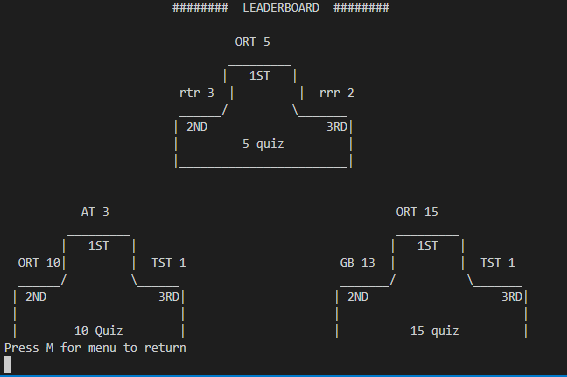 ######## LEADERBOARD ########
ORT 5
1ST
rtr 3 rrr 2
2ND 3RD
5 quiz
AT 3 ORT 15
1ST 1ST
ORT 10 TST 1 GB 13 TST 1
2ND 3RD 2ND 3RD
10 Quiz 15 quiz
Press M for menu to return